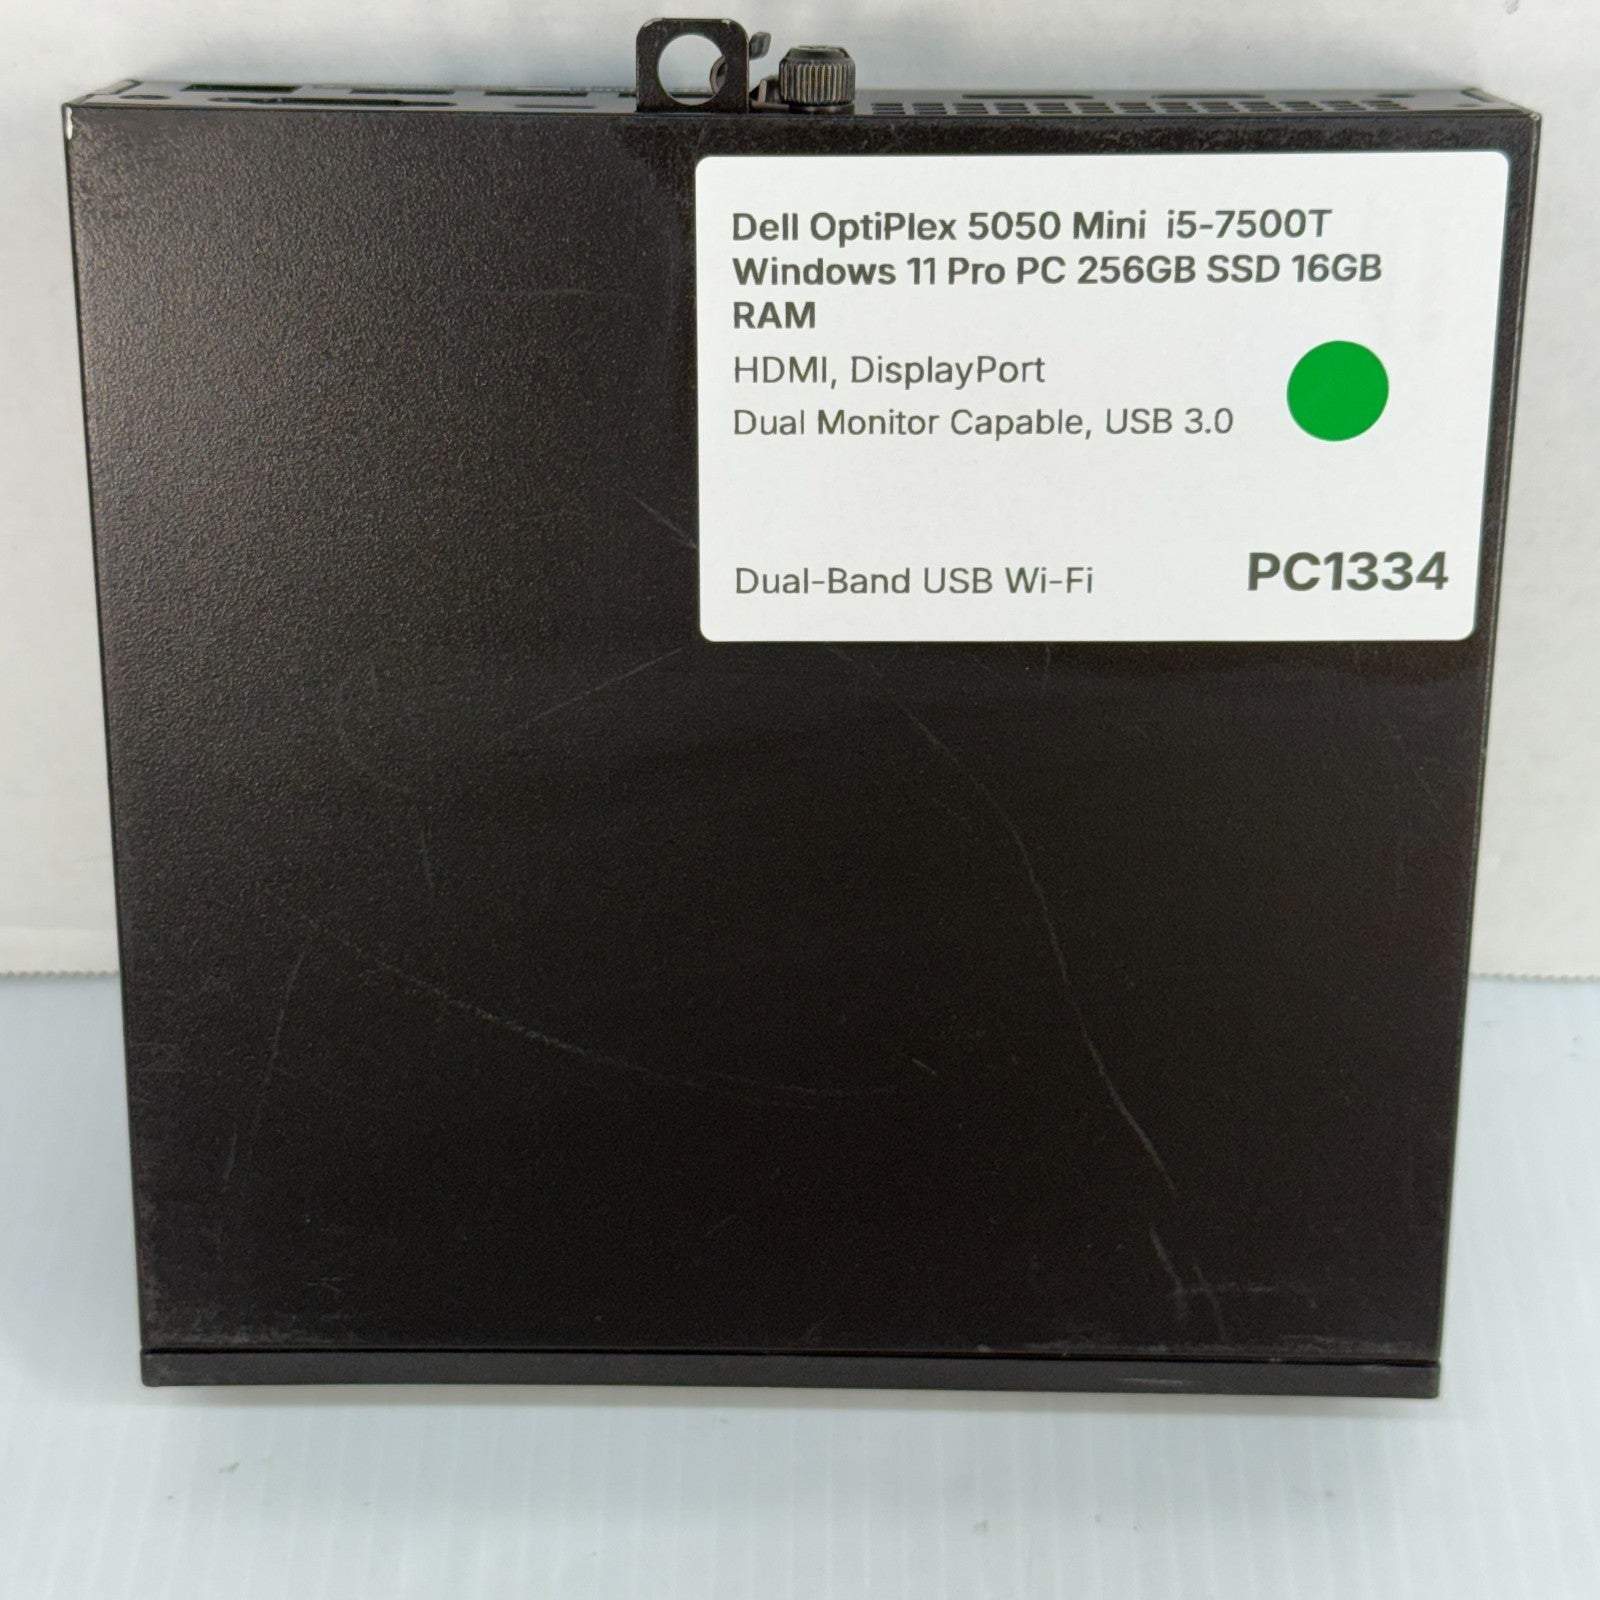 Dell OptiPlex 5050 Mini i5-7500T
Windows 11 Pro PC 256GB SSD 16GB
RAM
HDMI, DisplayPort
Dual Monitor Capable, USB 3.0
Dual-Band USB Wi-Fi
PC1334